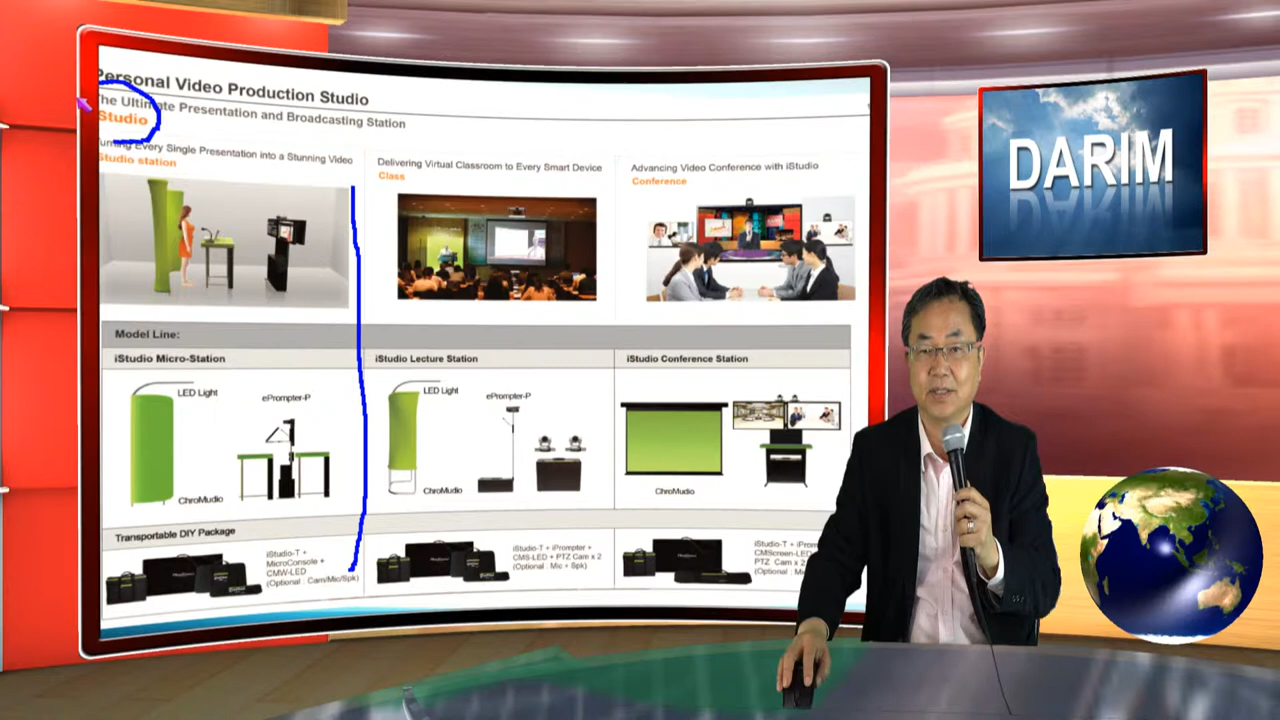 Personal Video Production Studio
The Ultimate Presentation and Broadcasting Station
iStudio
Turning Every Single Presentation into a Stunning Video
Studio station
Delivering Virtual Classroom to Every Smart Device
Class
Advancing Video Conference with iStudio
Conference
DARIM
Model Line:
iStudio Micro-Station
iStudio Lecture Station
iStudio Conference Station
LED Light
ePrompter-P
ChroMudio
LED Light
ePrompter-P
ChroMudio
ChroMudio
Transportable DIY Package
iStudio-T +
MicroConsole +
CMW-LED
(Optional : Cam/Mic/Spk)
iStudio-T + iPrompter +
CMS-LED + PTZ Cam x 2
(Optional : Mic + Spk)
iStudio-T +
CMScreen-LED
PTZ Cam x 2
(Optional :